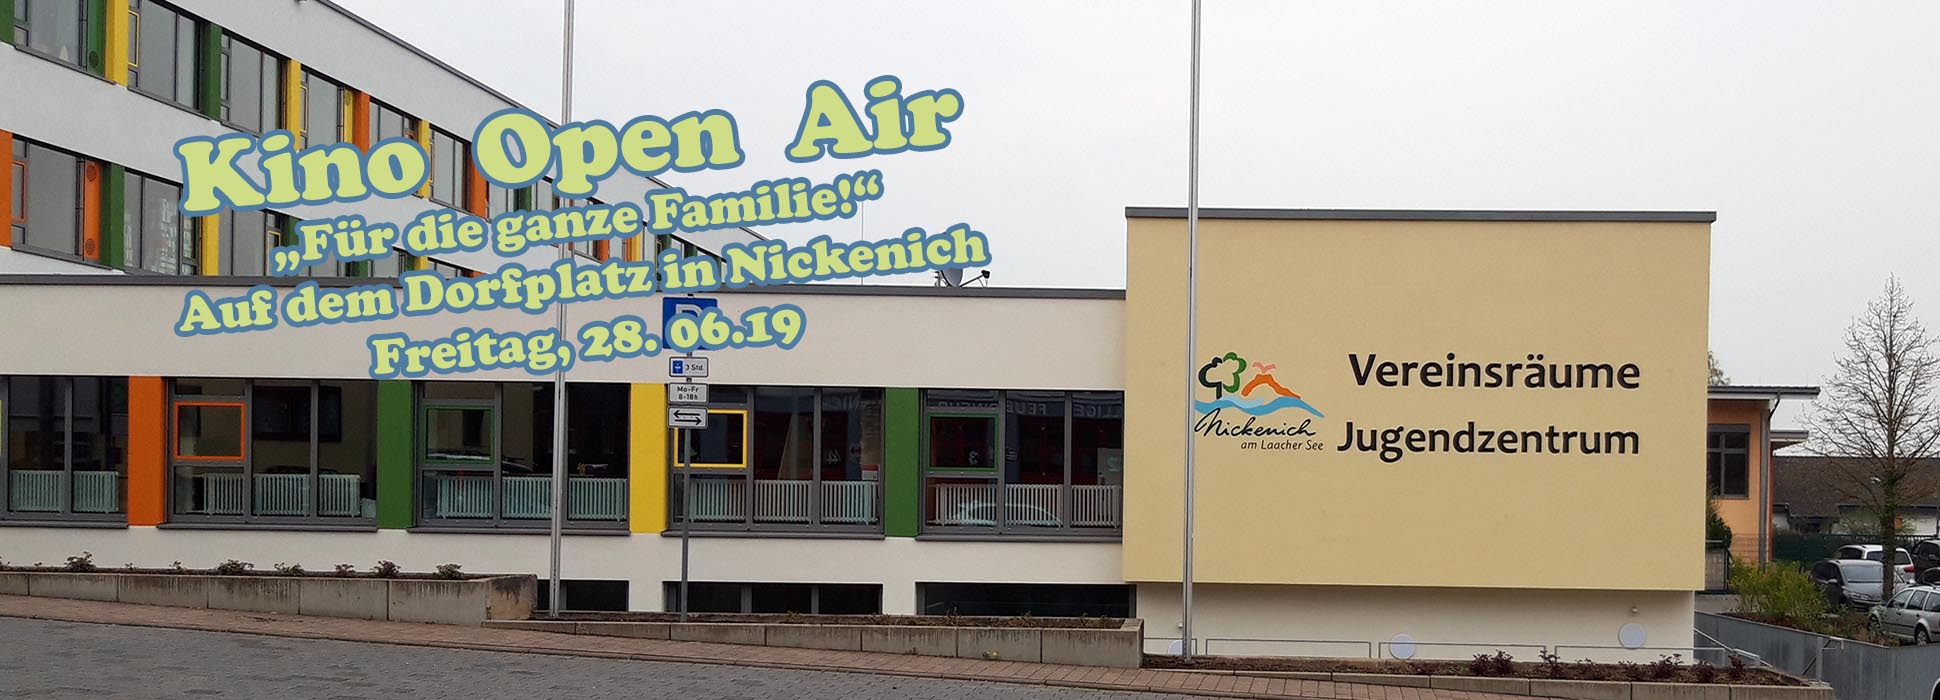 Kino Open Air
„Für die ganze Familie!“
Auf dem Dorfplatz in Nickenich
Freitag, 28. 06.19
3 Std.
Mo-Fr
8-18h
Vereinsräume
Nickenich
am Laacher See
Jugendzentrum